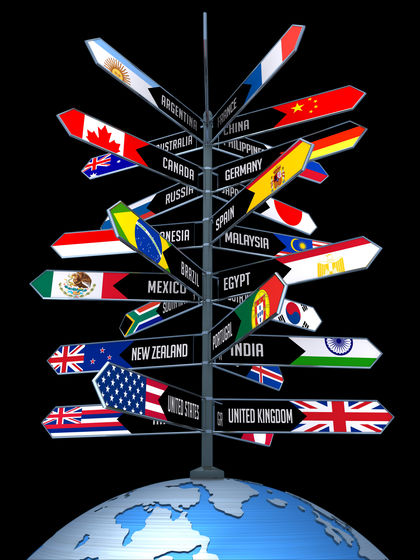 ARGENTINA
FRANCE
CHINA
AUSTRALIA
PHILIPPINES
CANADA
GERMANY
RUSSIA
SPAIN
MALAYSIA
BRAZIL
EGYPT
MEXICO
PORTUGAL
NEW ZEALAND
INDIA
UNITED STATES
UNITED KINGDOM